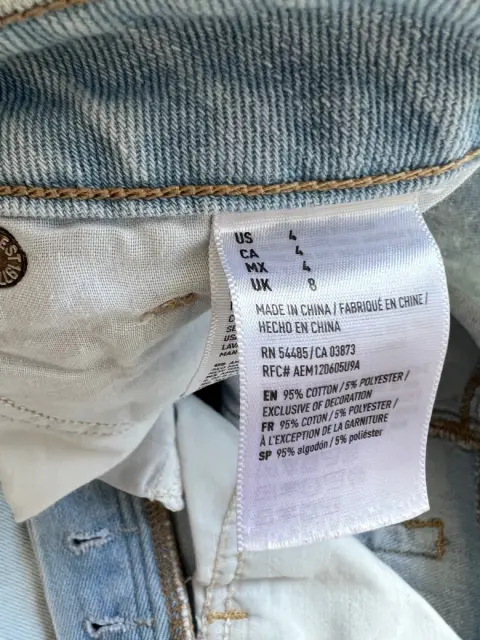 US 4
CA 4
MX 4
UK 8
MADE IN CHINA / FABRIQUÉ EN CHINE /
HECHO EN CHINA
RN 54485/CA 03873
RFC# AEM120605U9A
EN 95% COTTON / 5% POLYESTER /
EXCLUSIVE OF DECORATION
FR 95% COTON / 5% POLYESTER /
À L'EXCEPTION DE LA GARNITURE
SP 95% algodón / 5% poliéster